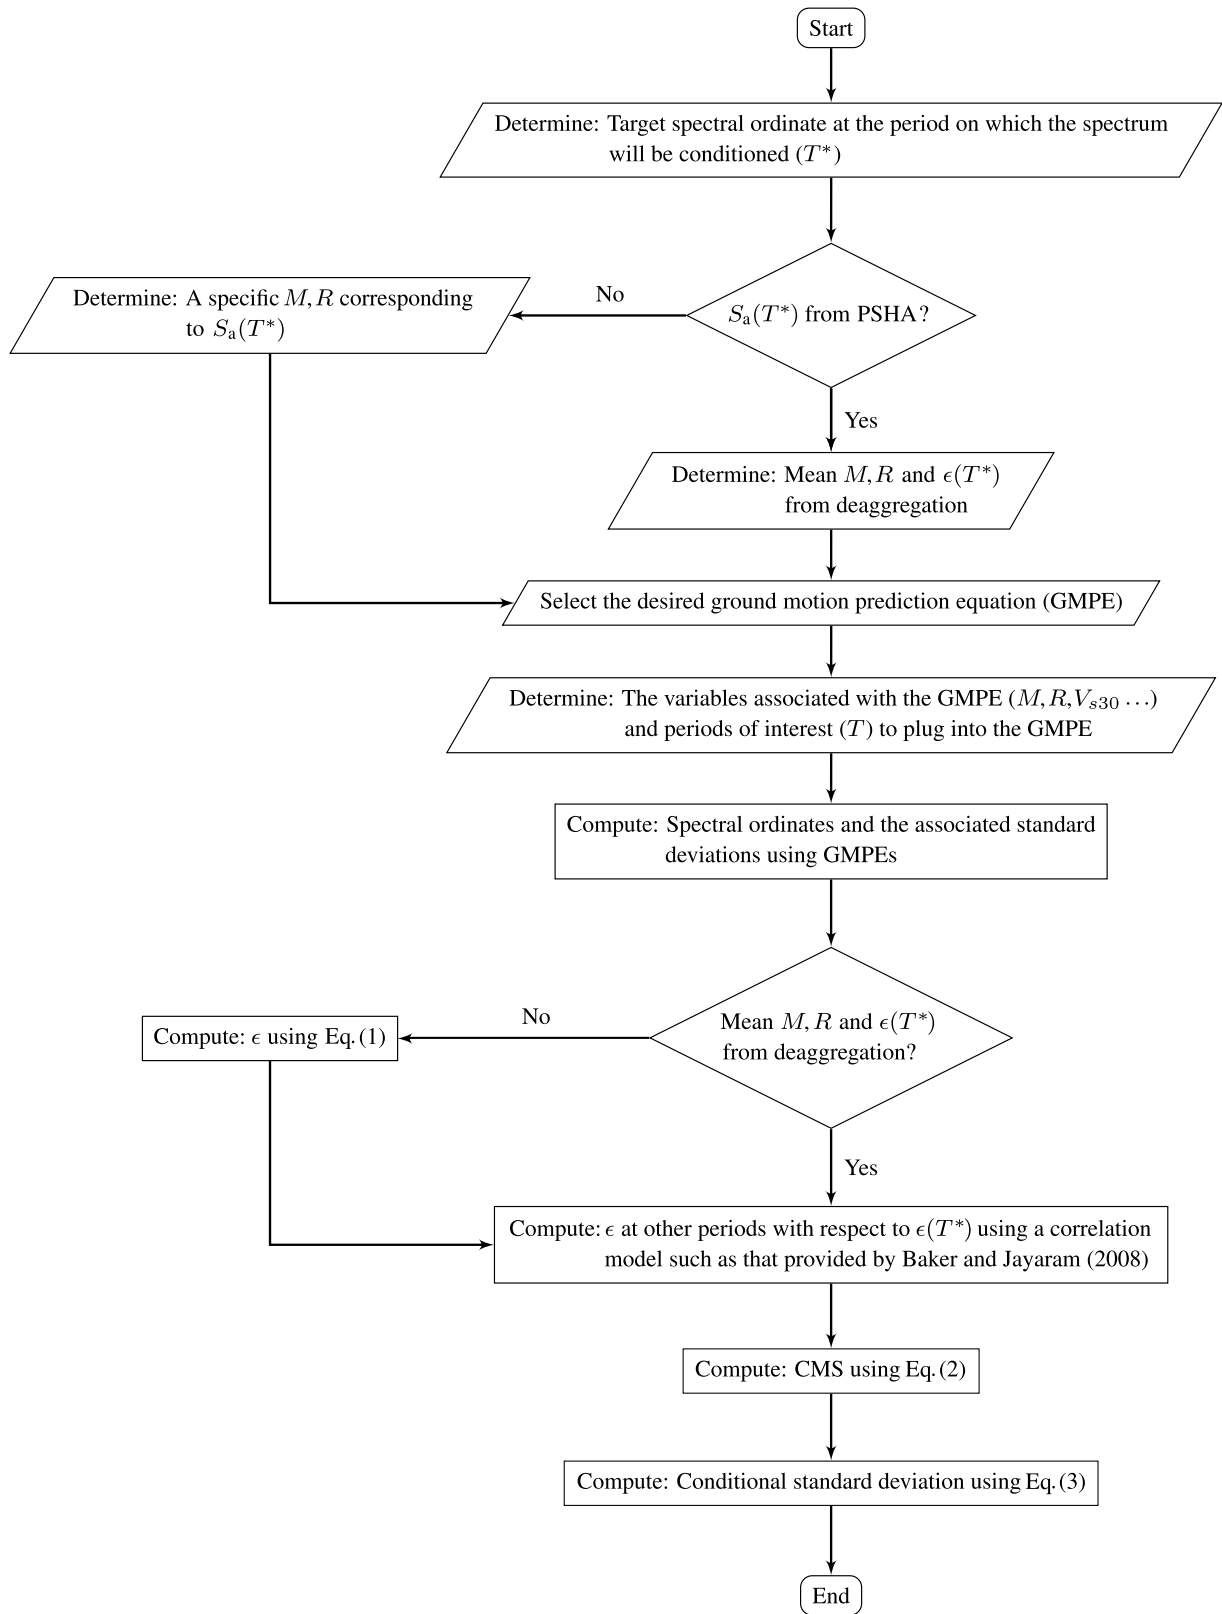 Start
Determine: Target spectral ordinate at the period on which the spectrum
will be conditioned (T*)
Determine: A specific M, R corresponding
to Sa(T*)
No
Sa(T*) from PSHA?
Yes
Determine: Mean M, R and ϵ(T*)
from deaggregation
Select the desired ground motion prediction equation (GMPE)
Determine: The variables associated with the GMPE (M, R, Vs30 ...)
and periods of interest (T) to plug into the GMPE
Compute: Spectral ordinates and the associated standard
deviations using GMPEs
Compute: ϵ using Eq. (1)
No
Mean M, R and ϵ(T*)
from deaggregation?
Yes
Compute: ϵ at other periods with respect to ϵ(T*) using a correlation
model such as that provided by Baker and Jayaram (2008)
Compute: CMS using Eq. (2)
Compute: Conditional standard deviation using Eq. (3)
End